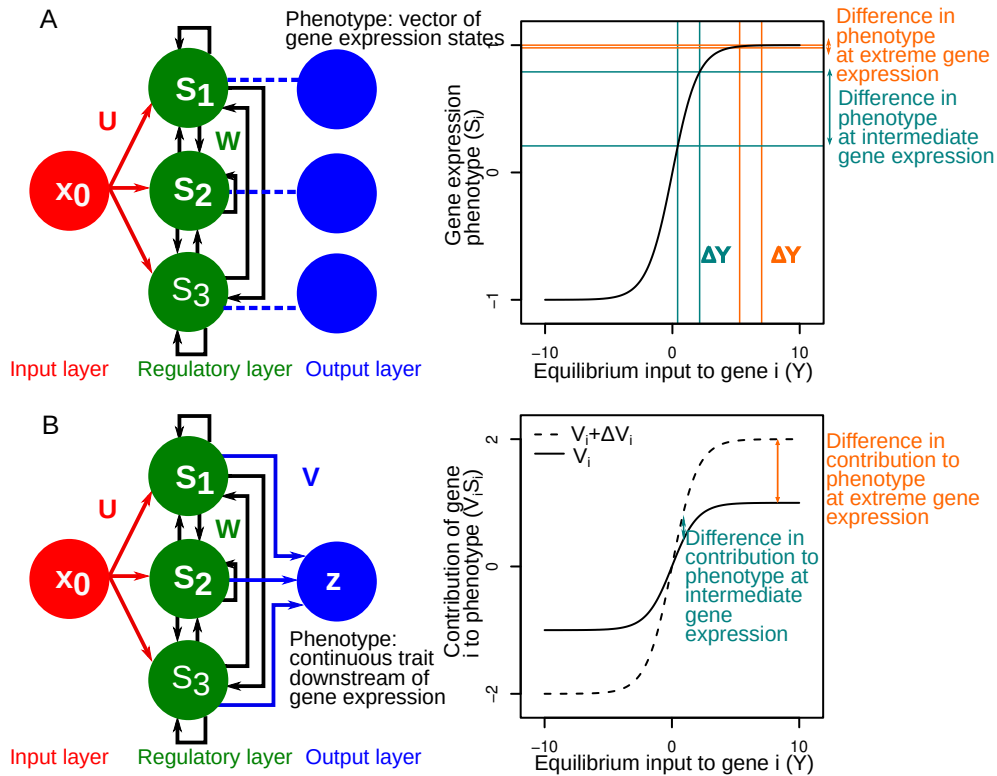 A
Phenotype: vector of
gene expression states
U
W
x0
S1
S2
S3
Input layer
Regulatory layer
Output layer
Gene expression
phenotype (Si)
1
0
−1
ΔY
ΔY
−10
0
10
Equilibrium input to gene i (Y)
Difference in
phenotype
at extreme gene
expression
Difference in
phenotype
at intermediate
gene expression
B
U
W
V
x0
S1
S2
S3
z
Phenotype:
continuous trait
downstream of
gene expression
Input layer
Regulatory layer
Output layer
Contribution of gene
i to phenotype (ViSi)
2
0
−2
Vi+ΔVi
Vi
Difference in
contribution to
phenotype at
intermediate
gene
expression
Difference in
contribution to
phenotype
at extreme gene
expression
−10
0
10
Equilibrium input to gene i (Y)